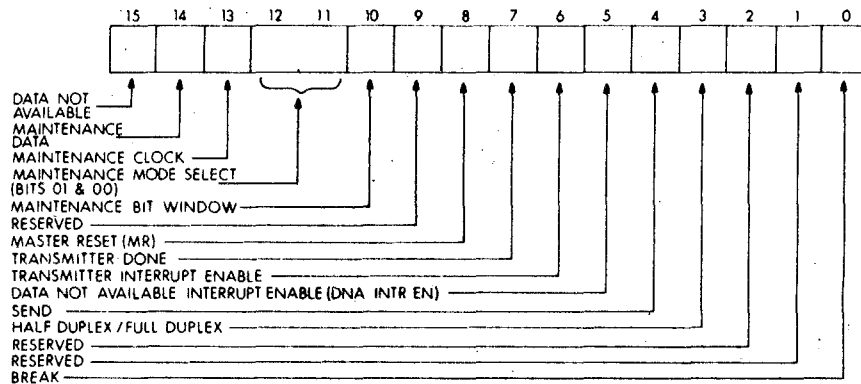 15 14 13 12 11 10 9 8 7 6 5 4 3 2 1 0
DATA NOT
AVAILABLE
MAINTENANCE
DATA
MAINTENANCE CLOCK
MAINTENANCE MODE SELECT
(BITS 01 & 00)
MAINTENANCE BIT WINDOW
RESERVED
MASTER RESET (MR)
TRANSMITTER DONE
TRANSMITTER INTERRUPT ENABLE
DATA NOT AVAILABLE INTERRUPT ENABLE (DNA INTR EN)
SEND
HALF DUPLEX / FULL DUPLEX
RESERVED
RESERVED
BREAK